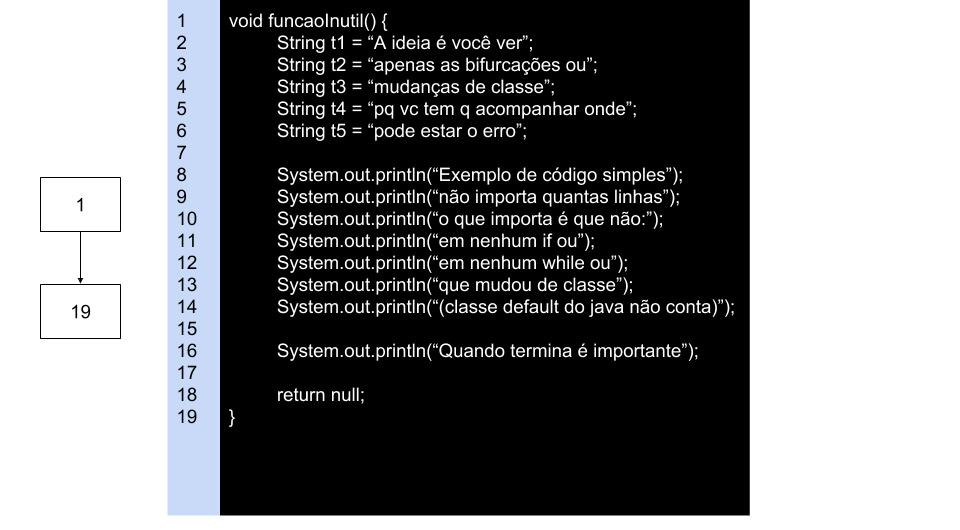 1 void funcaoInutil() {
2 String t1 = “A ideia é você ver”;
3 String t2 = “apenas as bifurcações ou”;
4 String t3 = “mudanças de classe”;
5 String t4 = “pq vc tem q acompanhar onde”;
6 String t5 = “pode estar o erro”;
7
8 System.out.println(“Exemplo de código simples”);
9 System.out.println(“não importa quantas linhas”);
10 System.out.println(“o que importa é que não:”);
11 System.out.println(“em nenhum if ou”);
12 System.out.println(“em nenhum while ou”);
13 System.out.println(“que mudou de classe”);
14 System.out.println(“(classe default do java não conta)”);
15
16 System.out.println(“Quando termina é importante”);
17
18 return null;
19 }
1
19